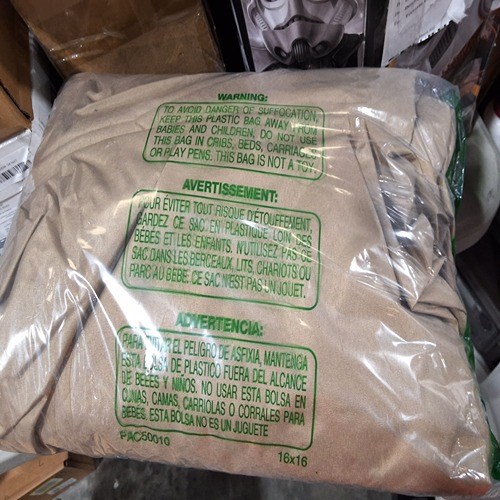 WARNING:
TO AVOID DANGER OF SUFFOCATION,
KEEP THIS PLASTIC BAG AWAY FROM
BABIES AND CHILDREN, DO NOT USE
THIS BAG IN CRIBS, BEDS, CARRIAGES
OR PLAY PENS. THIS BAG IS NOT A TOY.
AVERTISSEMENT:
POUR ÉVITER TOUT RISQUE D'ÉTOUFFEMENT,
GARDEZ CE SAC EN PLASTIQUE LOIN DES
BÉBÉS ET LES ENFANTS. N'UTILISEZ PAS CE
SAC DANS LES BERCEAUX, LITS, CHARIOTS OU
PARC AU BEBE. CE SAC N'EST PAS UN JOUET.
ADVERTENCIA:
PARA EVITAR EL PELIGRO DE ASFIXIA, MANTENGA
ESTA BOLSA DE PLASTICO FUERA DEL ALCANCE
DE BEBES Y NIÑOS. NO USAR ESTA BOLSA EN
CUNAS, CAMAS, CARRIOLAS O CORRALES PARA
BEBES. ESTA BOLSA NO ES UN JUGUETE
PAC50010
16x16